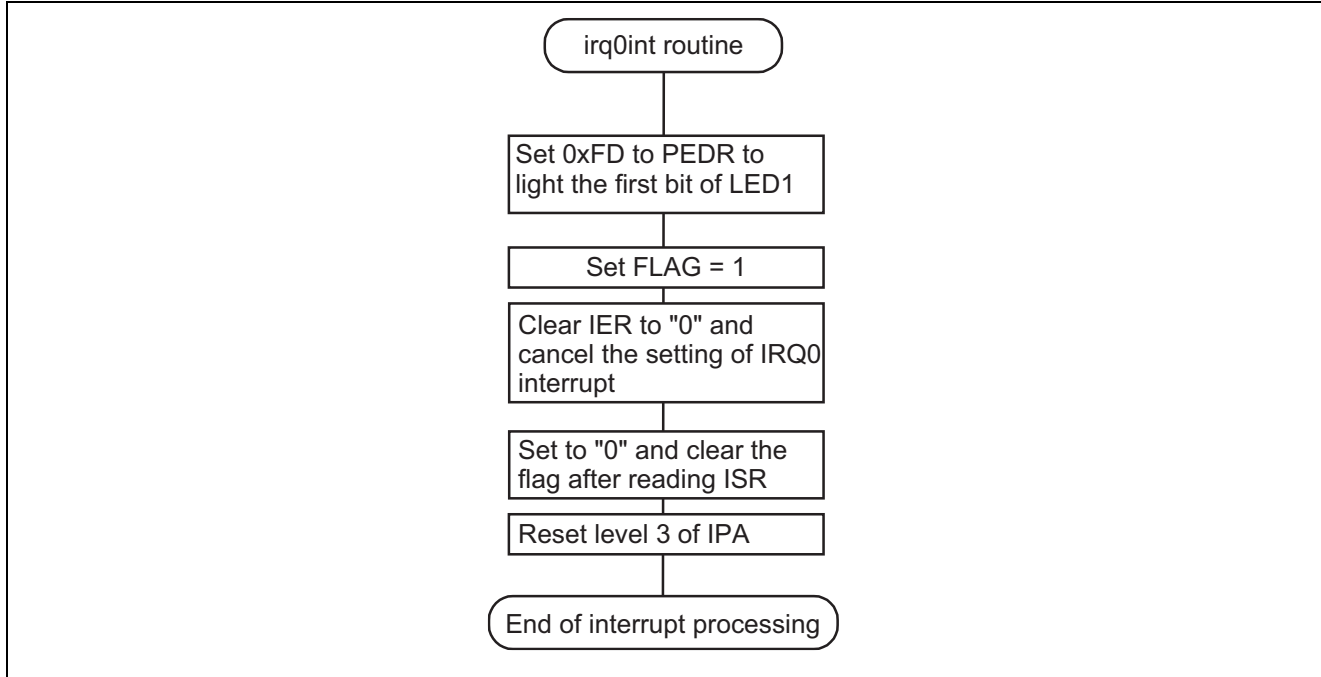 irq0int routine
Set 0xFD to PEDR to
light the first bit of LED1
Set FLAG = 1
Clear IER to "0" and
cancel the setting of IRQ0
interrupt
Set to "0" and clear the
flag after reading ISR
Reset level 3 of IPA
End of interrupt processing